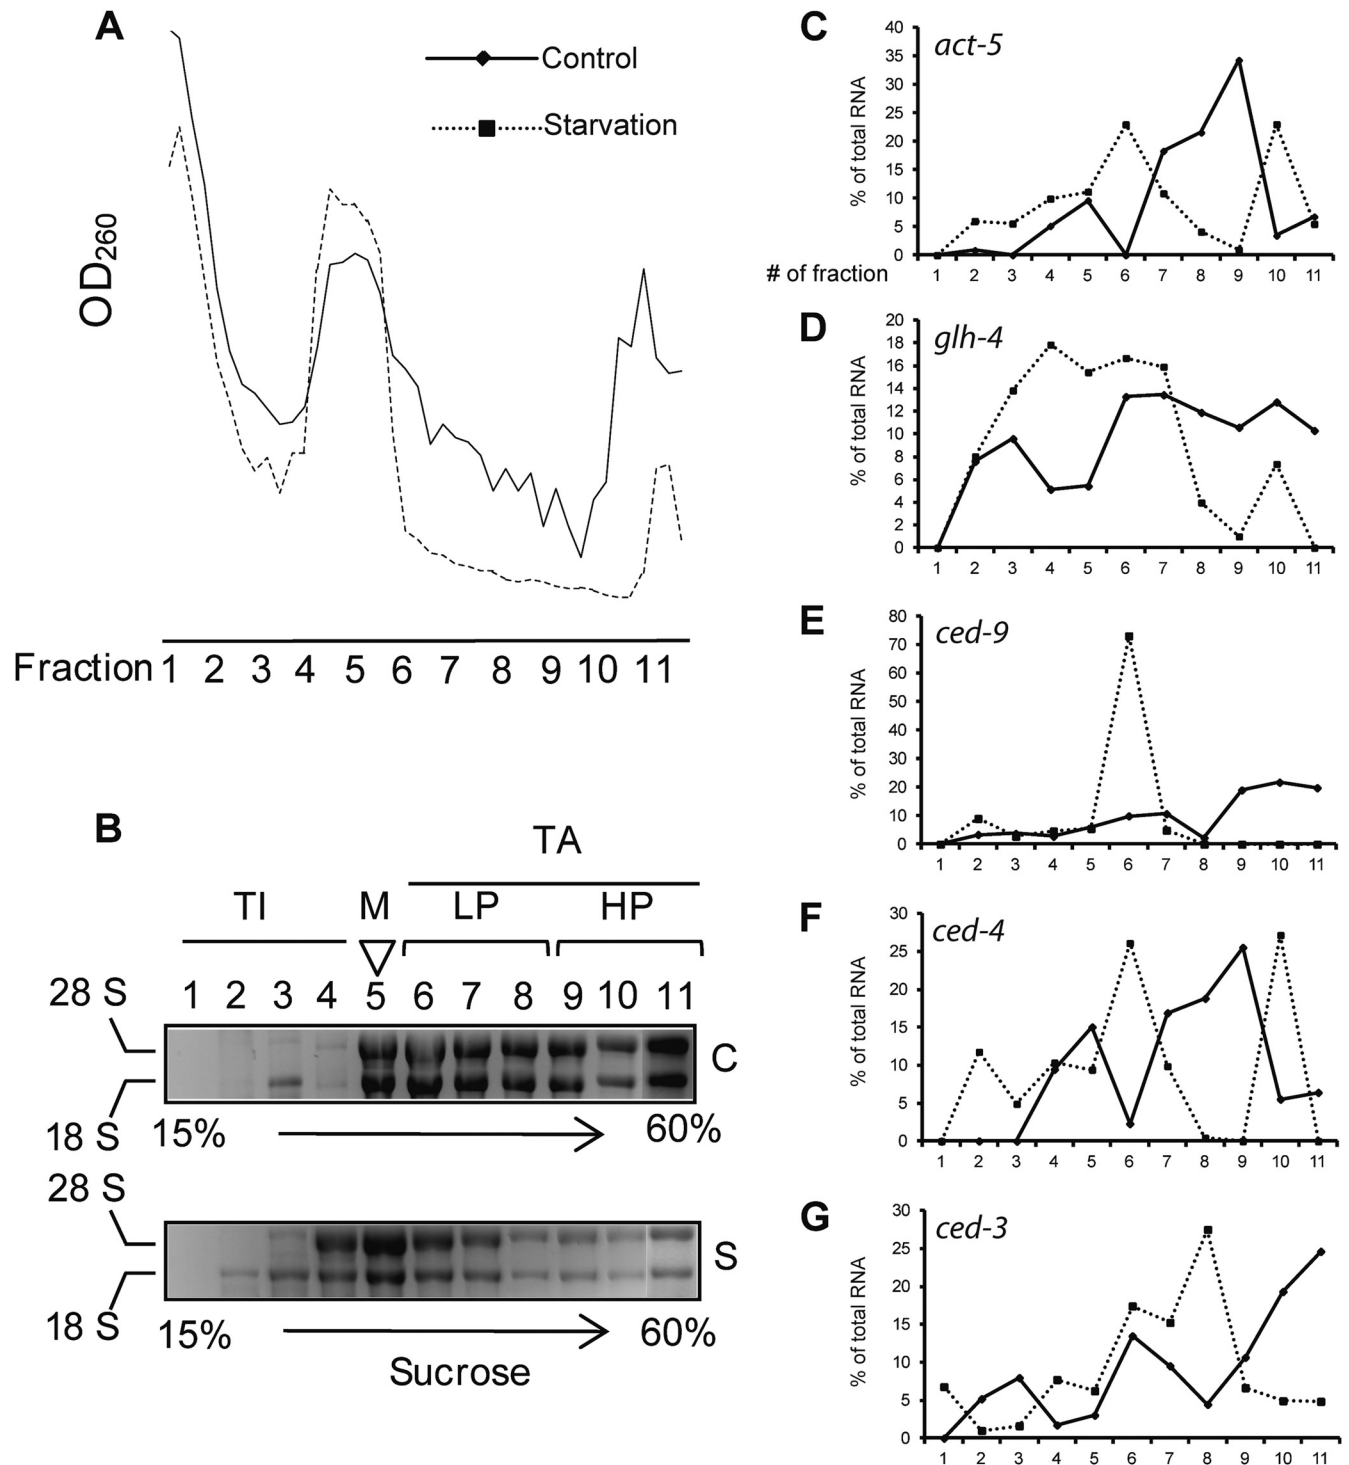 A
Control
Starvation
OD260
Fraction 1 2 3 4 5 6 7 8 9 10 11
B
TA
TI M LP HP
28 S 1 2 3 4 5 6 7 8 9 10 11
C
18 S 15% 60%
28 S
S
18 S 15% 60%
Sucrose
C
act-5
% of total RNA
40
35
30
25
20
15
10
5
0
# of fraction 1 2 3 4 5 6 7 8 9 10 11
D
glh-4
% of total RNA
20
18
16
14
12
10
8
6
4
2
0
1 2 3 4 5 6 7 8 9 10 11
E
ced-9
% of total RNA
80
70
60
50
40
30
20
10
0
1 2 3 4 5 6 7 8 9 10 11
F
ced-4
% of total RNA
30
25
20
15
10
5
0
1 2 3 4 5 6 7 8 9 10 11
G
ced-3
% of total RNA
30
25
20
15
10
5
0
1 2 3 4 5 6 7 8 9 10 11